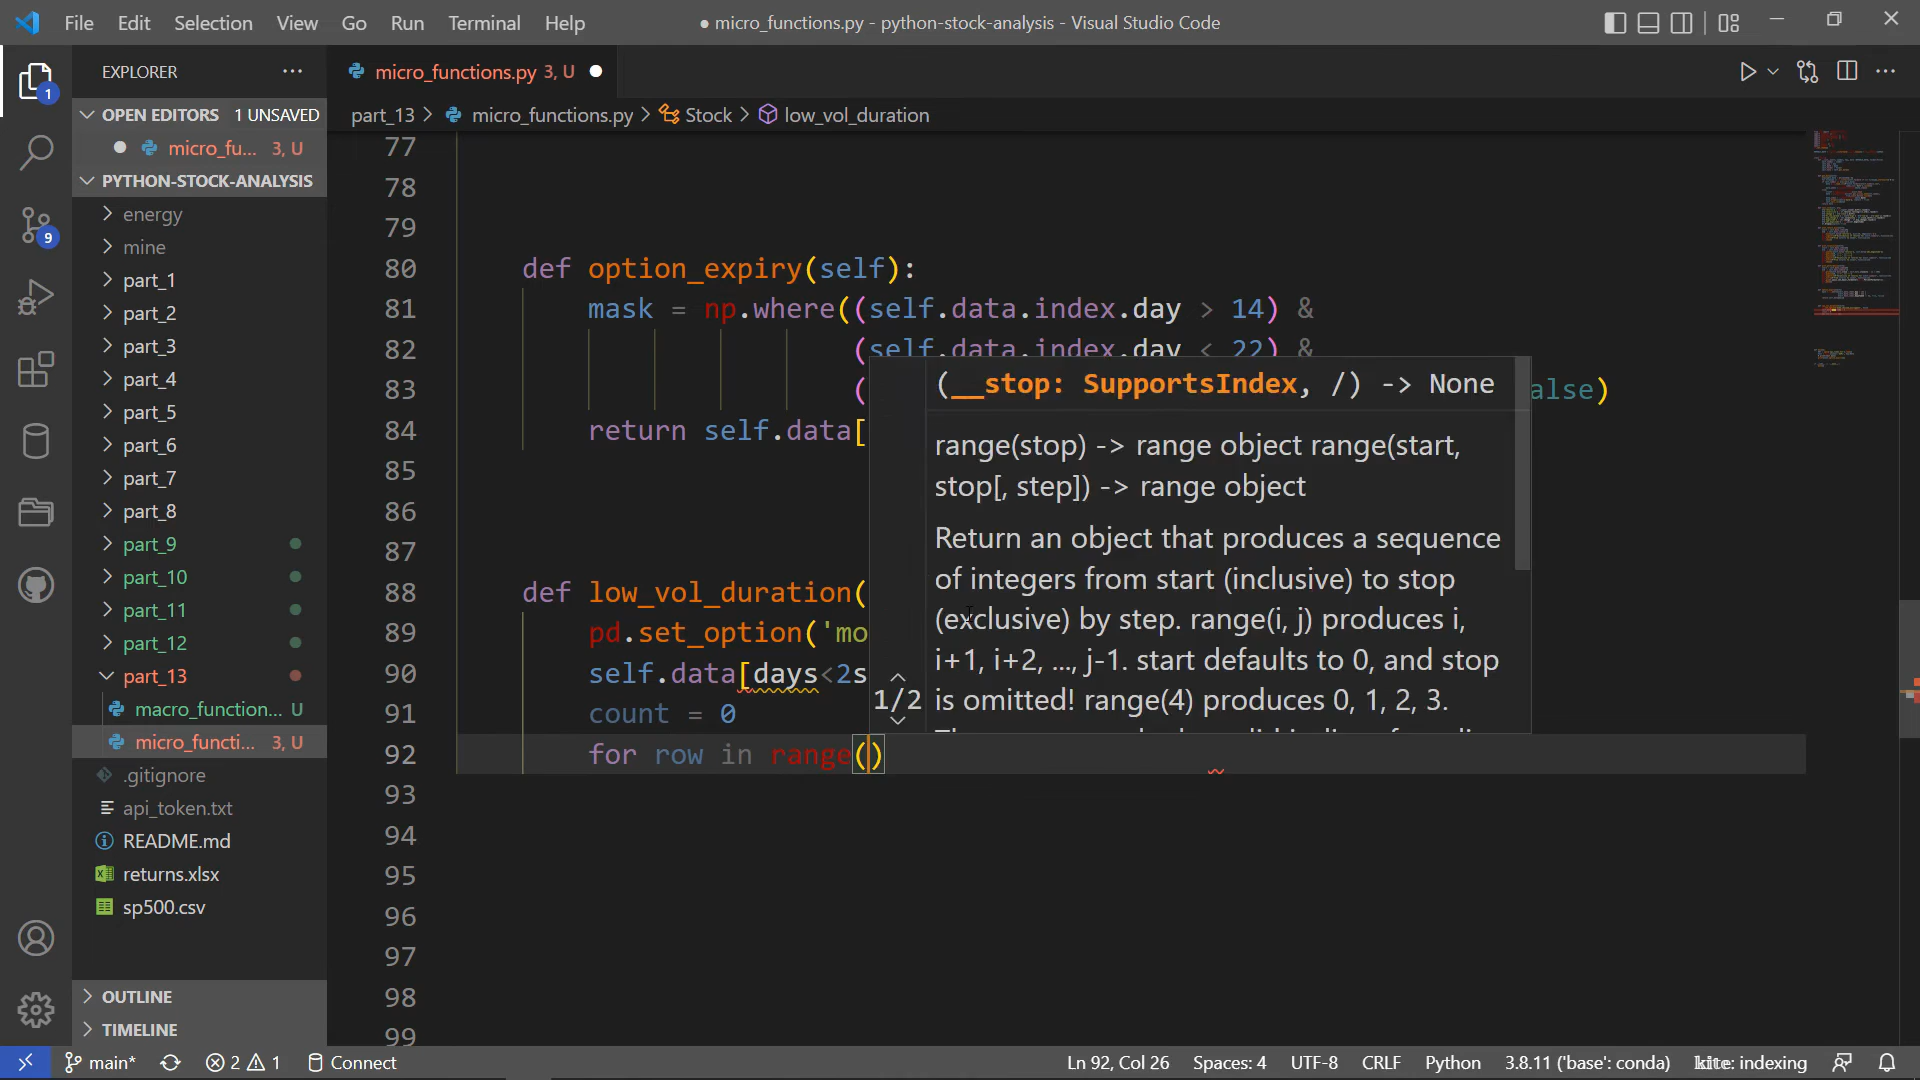 File Edit Selection View Go Run Terminal Help
● micro_functions.py - python-stock-analysis - Visual Studio Code
EXPLORER
1
OPEN EDITORS 1 UNSAVED
micro_fu... 3, U
PYTHON-STOCK-ANALYSIS
energy
mine
9
part_1
part_2
part_3
part_4
part_5
part_6
part_7
part_8
part_9
part_10
part_11
part_12
part_13
macro_function... U
micro_functi... 3, U
.gitignore
api_token.txt
README.md
returns.xlsx
sp500.csv
OUTLINE
TIMELINE
micro_functions.py 3, U
part_13 > micro_functions.py > Stock > low_vol_duration
77
78
79
80 def option_expiry(self):
81 mask = np.where((self.data.index.day > 14) &
82 (self.data.index.day < 22) &
83 ( alse)
84 return self.data[
85
86
87
88 def low_vol_duration(
89 pd.set_option('mo
90 self.data[days<2s
91 count = 0
92 for row in range()
93
94
95
96
97
98
99
(__stop: SupportsIndex, /) -> None
range(stop) -> range object range(start,
stop[, step]) -> range object
Return an object that produces a sequence
of integers from start (inclusive) to stop
(exclusive) by step. range(i, j) produces i,
i+1, i+2, ..., j-1. start defaults to 0, and stop
is omitted! range(4) produces 0, 1, 2, 3.
1/2
main* 2 1 Connect
Ln 92, Col 26 Spaces: 4 UTF-8 CRLF Python 3.8.11 ('base': conda) kite: indexing